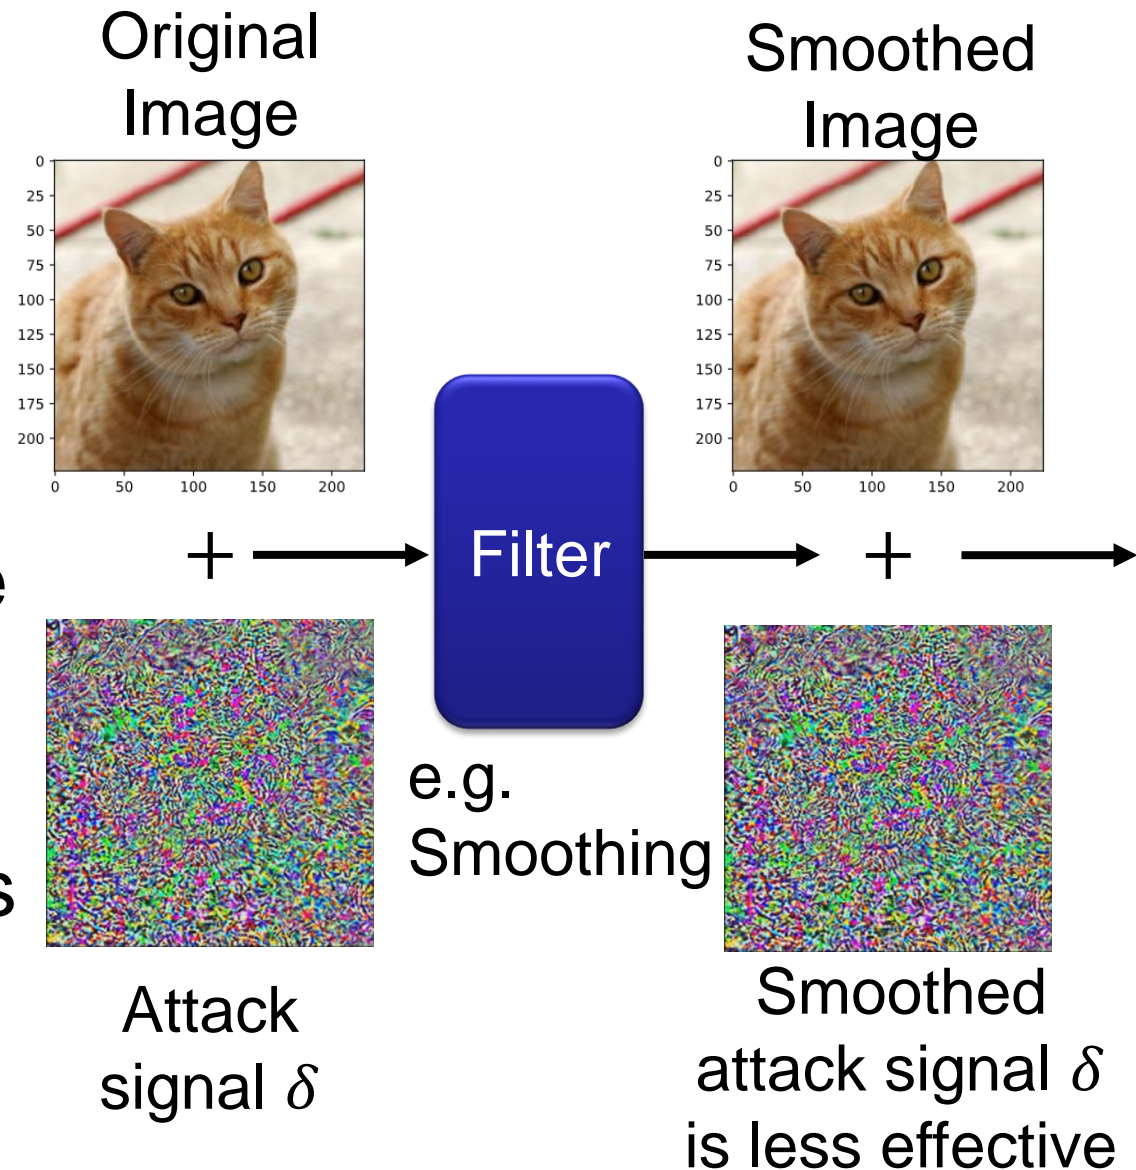 Original
Image
0
25
50
75
100
125
150
175
200
0 50 100 150 200
Smoothed
Image
0
25
50
75
100
125
150
175
200
0 50 100 150 200
+
Filter
+
e.g.
Smoothing
Attack
signal δ
Smoothed
attack signal δ
is less effective